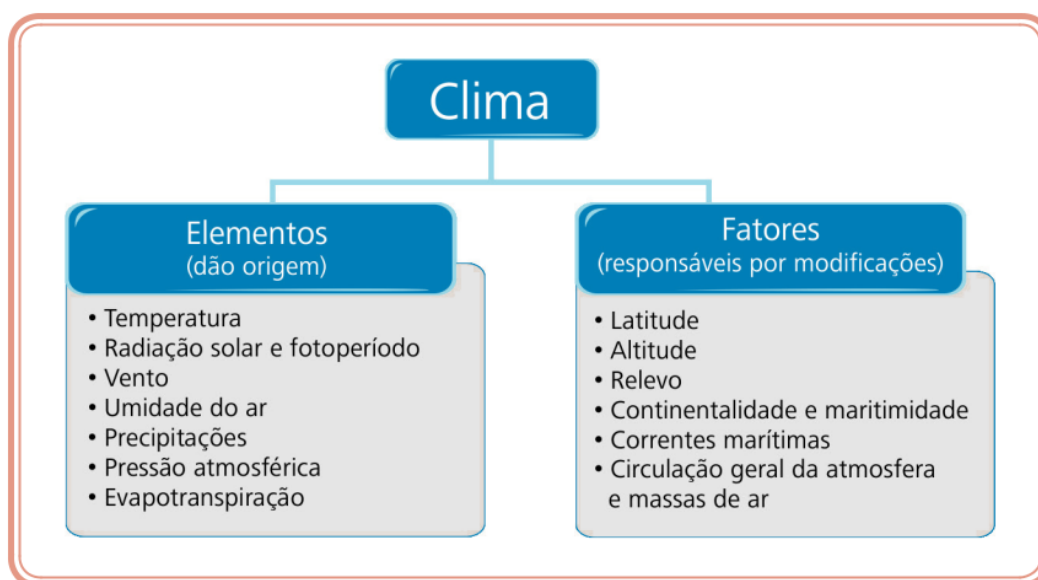 Clima
Elementos
(dão origem)
• Temperatura
• Radiação solar e fotoperíodo
• Vento
• Umidade do ar
• Precipitações
• Pressão atmosférica
• Evapotranspiração
Fatores
(responsáveis por modificações)
• Latitude
• Altitude
• Relevo
• Continentalidade e maritimidade
• Correntes marítimas
• Circulação geral da atmosfera
e massas de ar